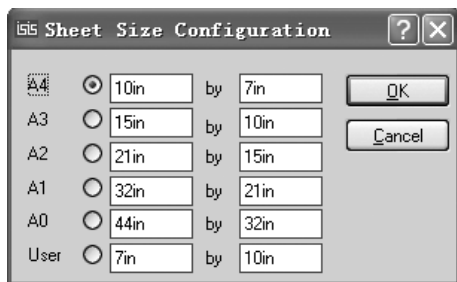 isis Sheet Size Configuration
A4 10in by 7in OK
A3 15in by 10in Cancel
A2 21in by 15in
A1 32in by 21in
A0 44in by 32in
User 7in by 10in